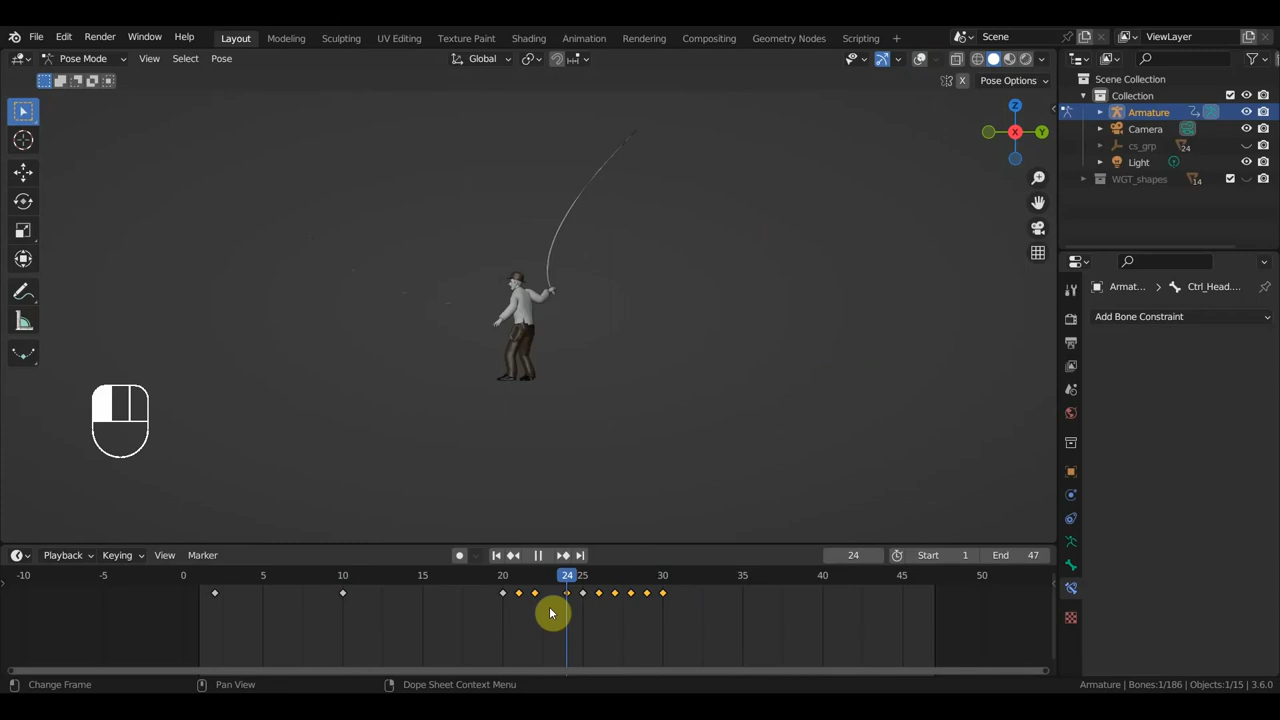 File Edit Render Window Help Layout Modeling Sculpting UV Editing Texture Paint Shading Animation Rendering Compositing Geometry Nodes Scripting + Scene ViewLayer
Pose Mode View Select Pose Global
X Pose Options
Scene Collection
Collection
Armature
Camera
cs_grp 24
Light
WGT_shapes 14
Z
X Y
Armat... > Ctrl_Head....
Add Bone Constraint
Playback Keying View Marker 24 Start 1 End 47
-10 -5 0 5 10 15 20 24 25 30 35 40 45 50
Change Frame Pan View Dope Sheet Context Menu Armature | Bones:1/186 | Objects:1/15 | 3.6.0